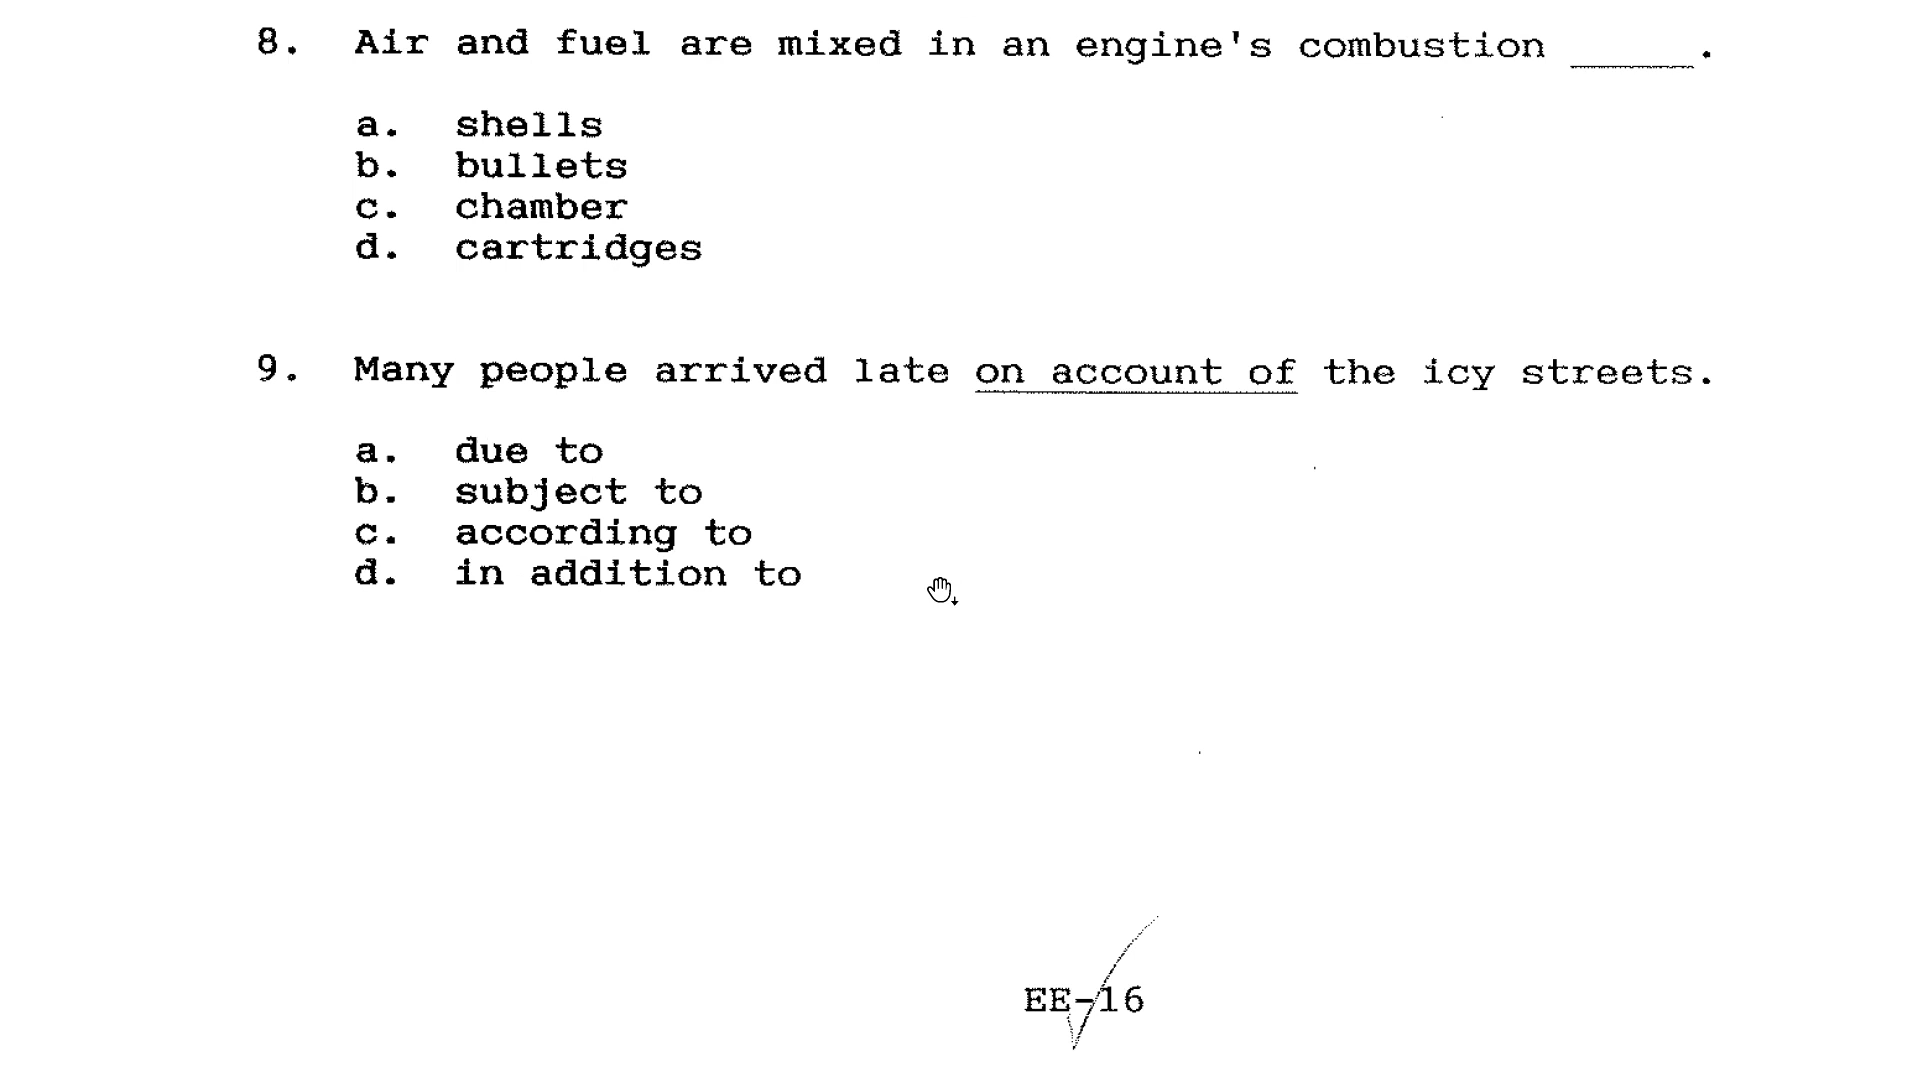 8. Air and fuel are mixed in an engine's combustion _____.
a. shells
b. bullets
c. chamber
d. cartridges
9. Many people arrived late on account of the icy streets.
a. due to
b. subject to
c. according to
d. in addition to
EE-16